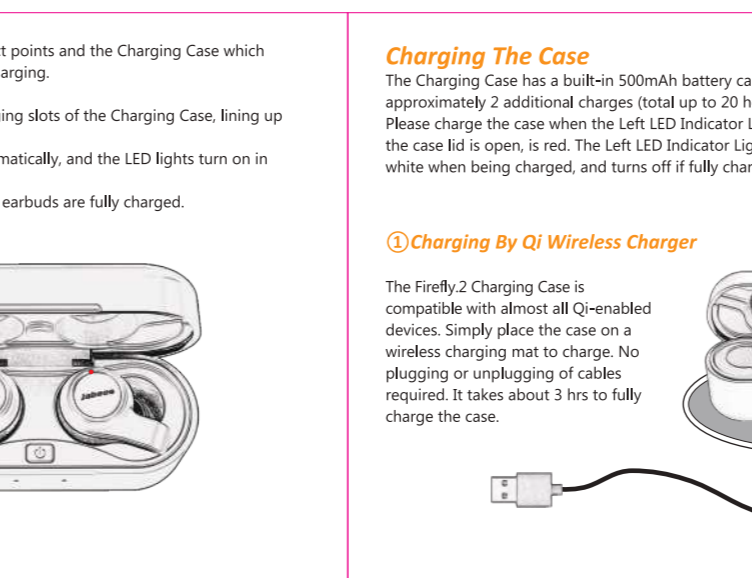 t points and the Charging Case which
arging.
ing slots of the Charging Case, lining up
matically, and the LED lights turn on in
earbuds are fully charged.
Jabees
Charging The Case
The Charging Case has a built-in 500mAh battery ca
approximately 2 additional charges (total up to 20 h
Please charge the case when the Left LED Indicator L
the case lid is open, is red. The Left LED Indicator Lig
white when being charged, and turns off if fully char
①Charging By Qi Wireless Charger
The Firefly.2 Charging Case is
compatible with almost all Qi-enabled
devices. Simply place the case on a
wireless charging mat to charge. No
plugging or unplugging of cables
required. It takes about 3 hrs to fully
charge the case.